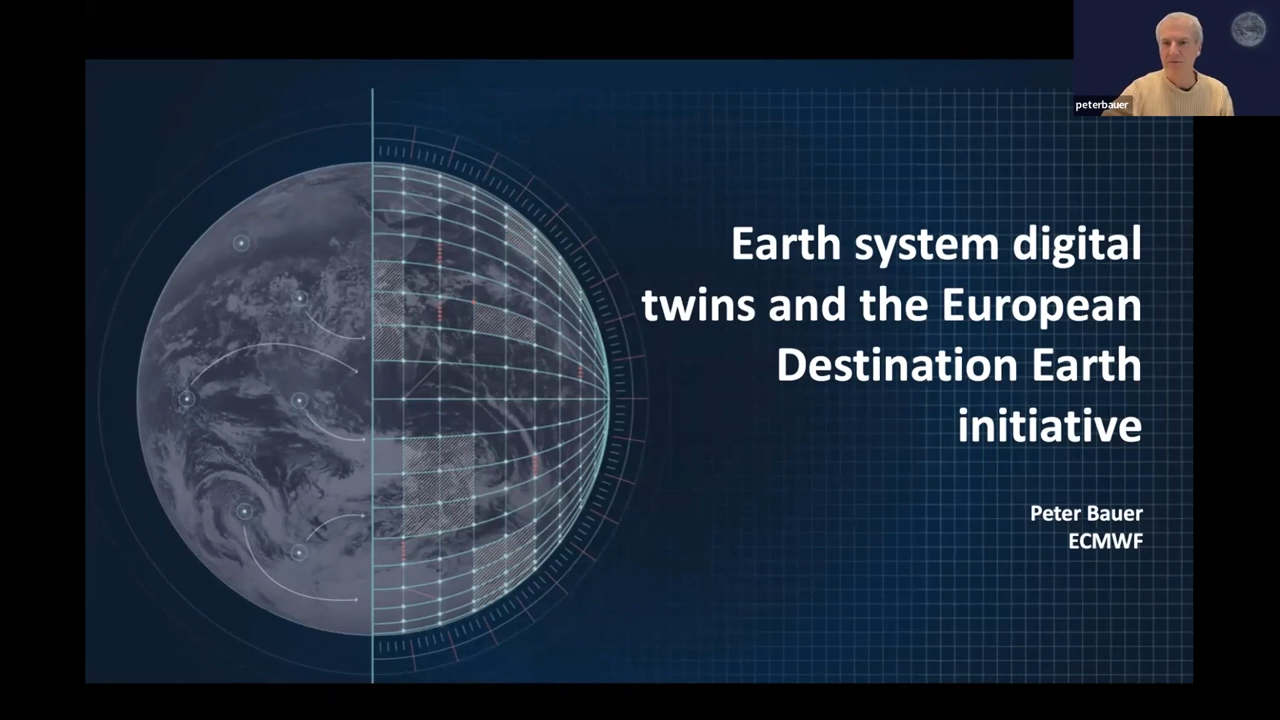 peterbauer
Earth system digital
twins and the European
Destination Earth
initiative
Peter Bauer
ECMWF